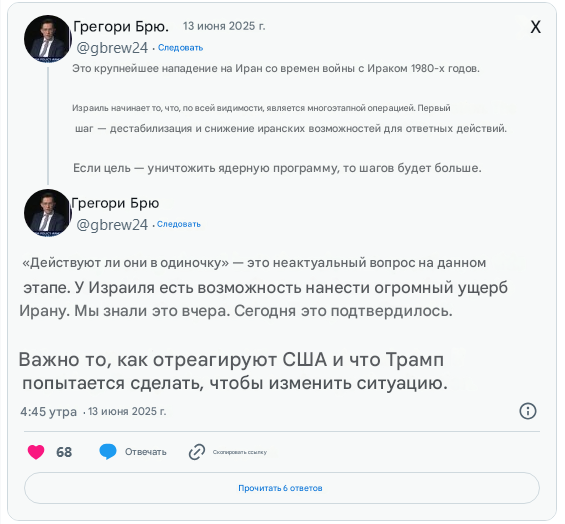 Грегори Брю. 13 июня 2025 г. X
@gbrew24 · Следовать
Это крупнейшее нападение на Иран со времен войны с Ираком 1980-х годов.
Израиль начинает то, что, по всей видимости, является многоэтапной операцией. Первый
шаг — дестабилизация и снижение иранских возможностей для ответных действий.
Если цель — уничтожить ядерную программу, то шагов будет больше.
Грегори Брю
@gbrew24 · Следовать
«Действуют ли они в одиночку» — это неактуальный вопрос на данном
этапе. У Израиля есть возможность нанести огромный ущерб
Ирану. Мы знали это вчера. Сегодня это подтвердилось.
Важно то, как отреагируют США и что Трамп
попытается сделать, чтобы изменить ситуацию.
4:45 утра · 13 июня 2025 г.
68 Отвечать Скопировать ссылку
Прочитать 6 ответов